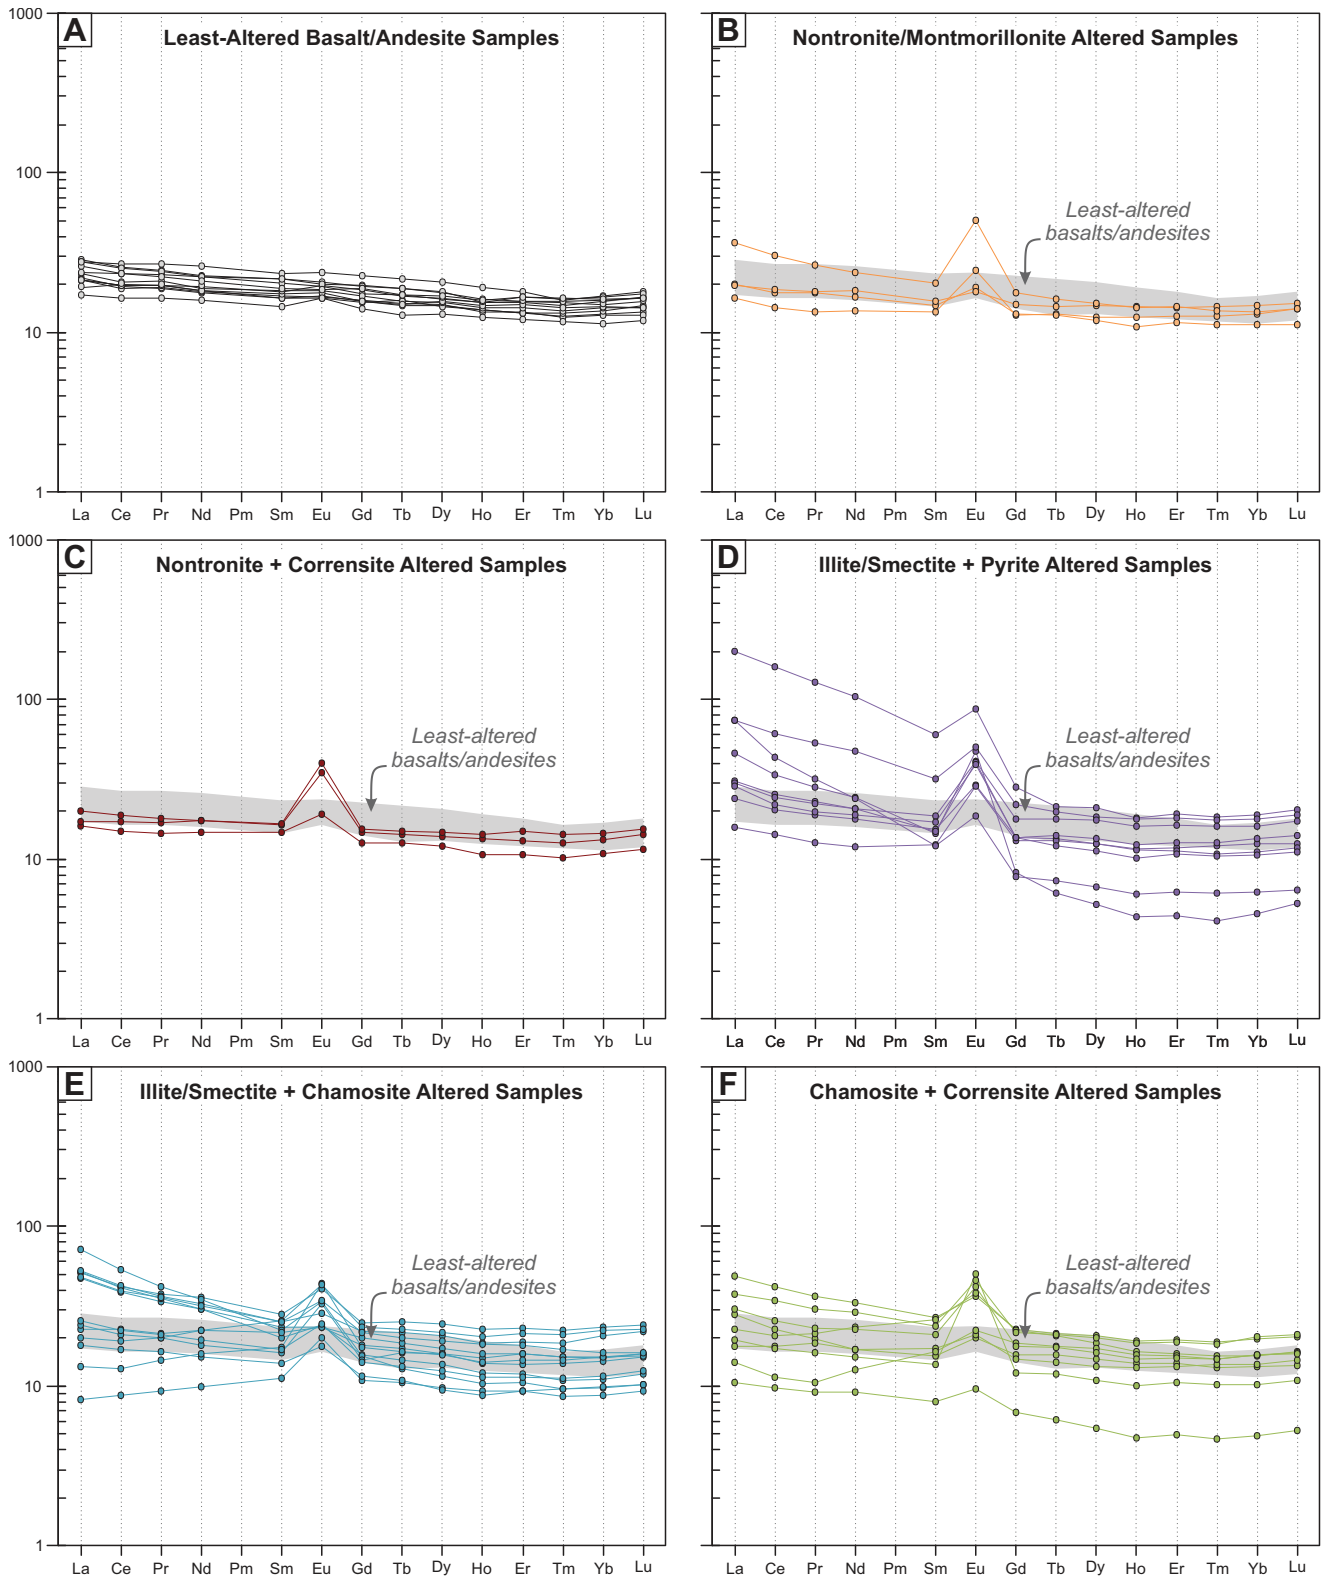 A
Least-Altered Basalt/Andesite Samples
1000
100
10
1
La Ce Pr Nd Pm Sm Eu Gd Tb Dy Ho Er Tm Yb Lu
B
Nontronite/Montmorillonite Altered Samples
Least-altered
basalts/andesites
La Ce Pr Nd Pm Sm Eu Gd Tb Dy Ho Er Tm Yb Lu
C
Nontronite + Corrensite Altered Samples
1000
100
10
1
Least-altered
basalts/andesites
La Ce Pr Nd Pm Sm Eu Gd Tb Dy Ho Er Tm Yb Lu
D
Illite/Smectite + Pyrite Altered Samples
Least-altered
basalts/andesites
La Ce Pr Nd Pm Sm Eu Gd Tb Dy Ho Er Tm Yb Lu
E
Illite/Smectite + Chamosite Altered Samples
1000
100
10
1
Least-altered
basalts/andesites
La Ce Pr Nd Pm Sm Eu Gd Tb Dy Ho Er Tm Yb Lu
F
Chamosite + Corrensite Altered Samples
Least-altered
basalts/andesites
La Ce Pr Nd Pm Sm Eu Gd Tb Dy Ho Er Tm Yb Lu